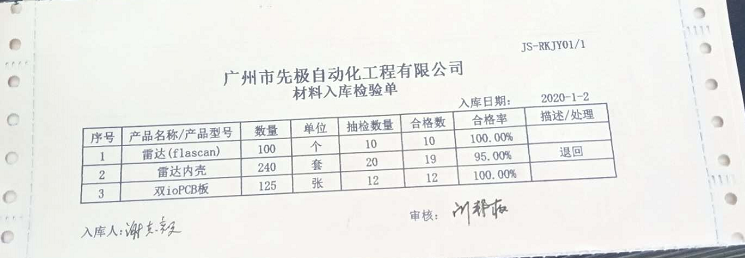 JS-RKJY01/1
广州市先极自动化工程有限公司
材料入库检验单
入库日期: 2020-1-2
序号 产品名称/产品型号 数量 单位 抽检数量 合格数 合格率 描述/处理
1 雷达(flascan) 100 个 10 10 100.00%
2 雷达内壳 240 套 20 19 95.00% 退回
3 双ioPCB板 125 张 12 12 100.00%
入库人: 审核: